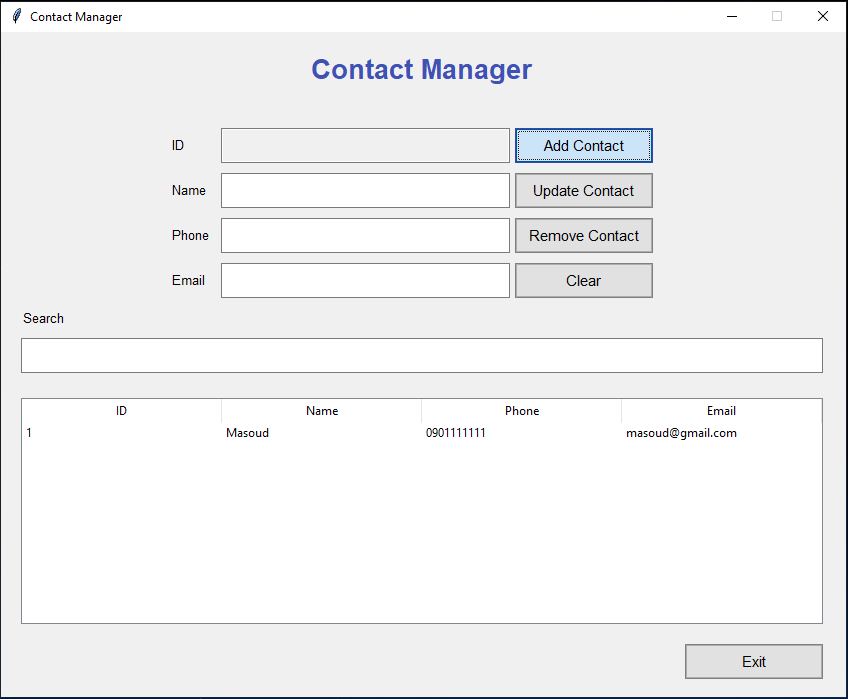 Contact Manager
Contact Manager
ID Add Contact
Name Update Contact
Phone Remove Contact
Email Clear
Search
ID Name Phone Email
1 Masoud 0901111111 masoud@gmail.com
Exit